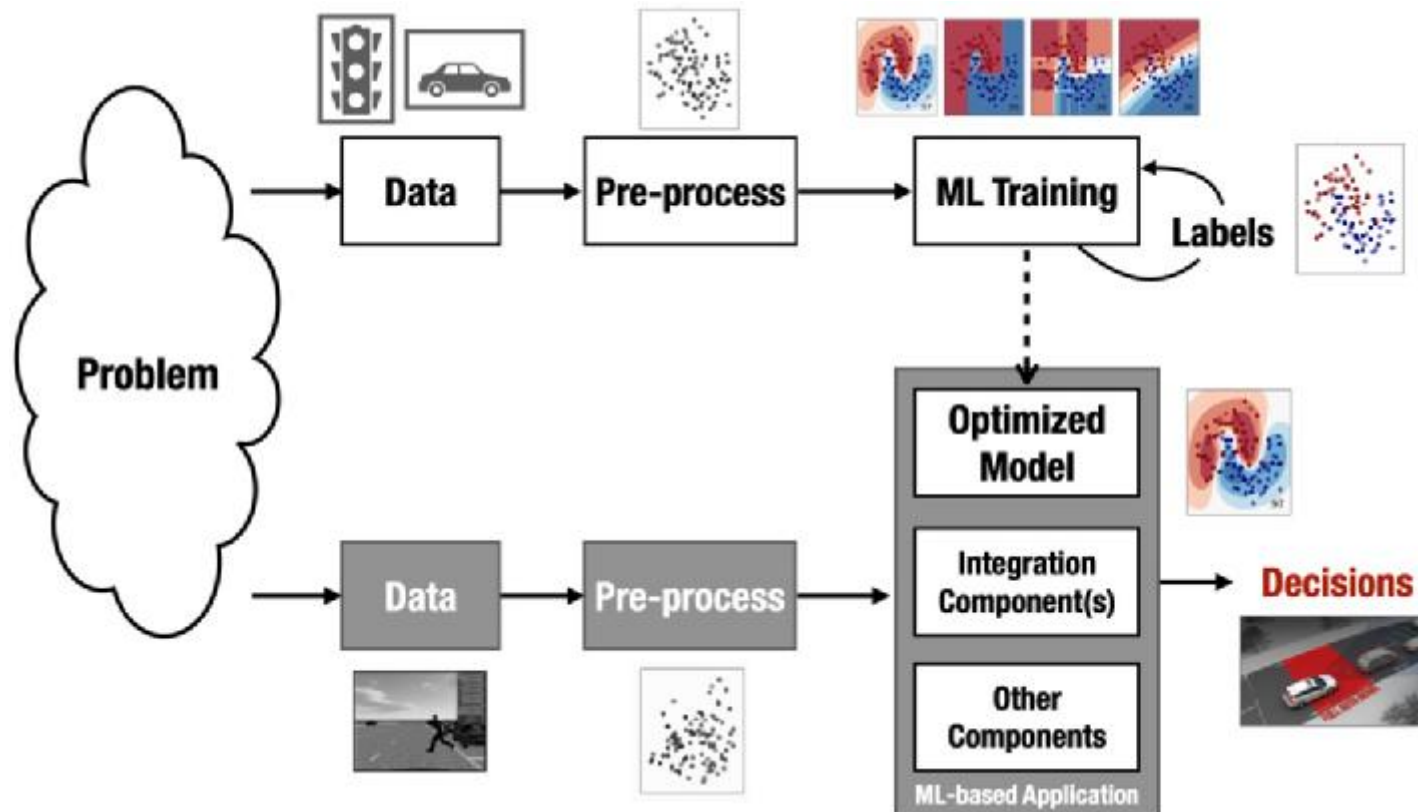 Problem
Data
Pre-process
ML Training
Labels
Optimized
Model
Data
Pre-process
Integration
Component(s)
Decisions
Other
Components
ML-based Application